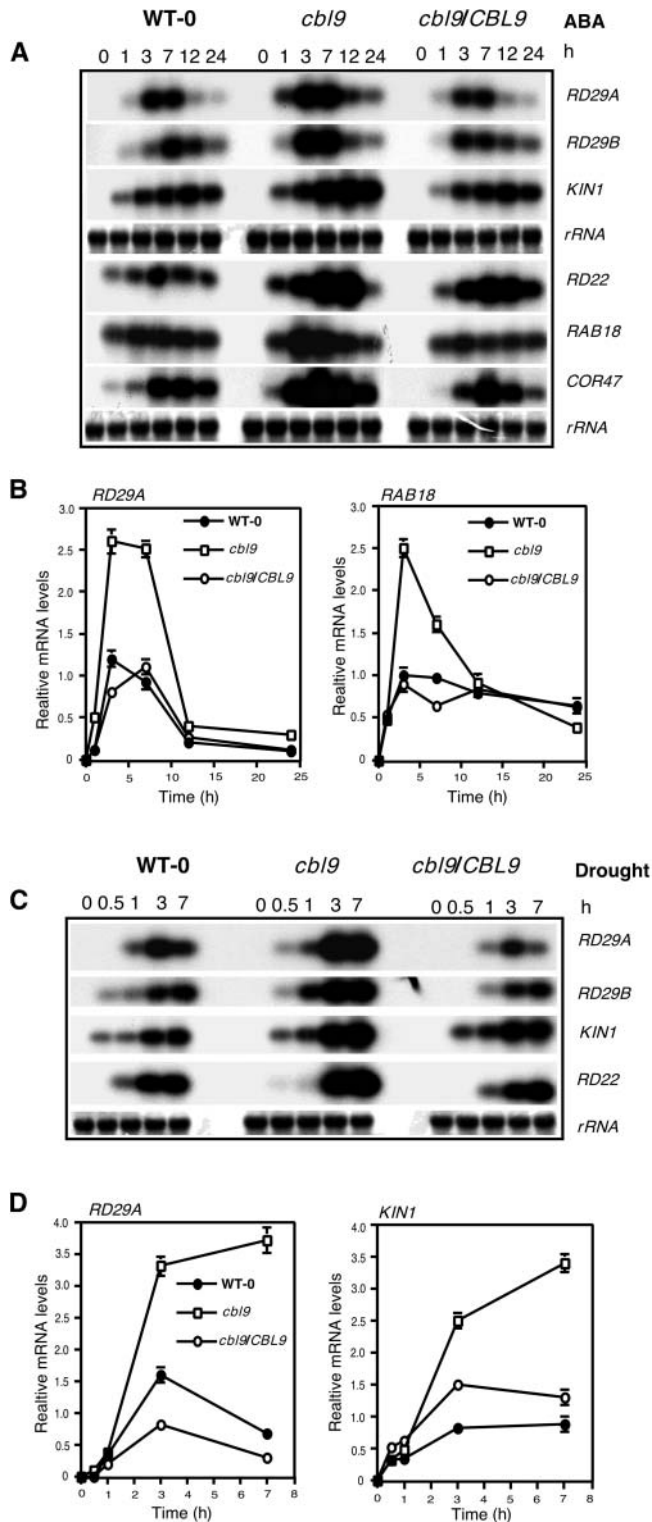 WT-0 cbl9 cbl9/CBL9 ABA
A 0 1 3 7 12 24 0 1 3 7 12 24 0 1 3 7 12 24 h
RD29A
RD29B
KIN1
rRNA
RD22
RAB18
COR47
rRNA
B RD29A RAB18
3.0 3.0
2.5 2.5
2.0 2.0
1.5 1.5
1.0 1.0
0.5 0.5
0 0
WT-0 WT-0
cbl9 cbl9
cbl9/CBL9 cbl9/CBL9
Realtive mRNA levels Realtive mRNA levels
0 5 10 15 20 25 0 5 10 15 20 25
Time (h) Time (h)
WT-0 cbl9 cbl9/CBL9 Drought
C 0 0.5 1 3 7 0 0.5 1 3 7 0 0.5 1 3 7 h
RD29A
RD29B
KIN1
RD22
rRNA
D RD29A KIN1
4.0 4.0
3.5 3.5
3.0 3.0
2.5 2.5
2.0 2.0
1.5 1.5
1.0 1.0
0.5 0.5
0 0
WT-0
cbl9
cbl9/CBL9
Realtive mRNA levels Realtive mRNA levels
0 1 2 3 4 5 6 7 8 0 1 2 3 4 5 6 7 8
Time (h) Time (h)